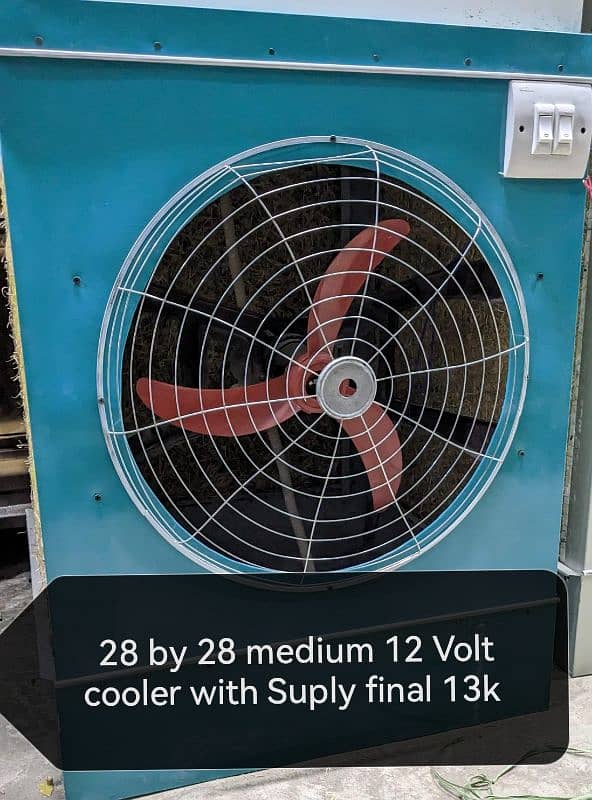 28 by 28 medium 12 Volt
cooler with Suply final 13k